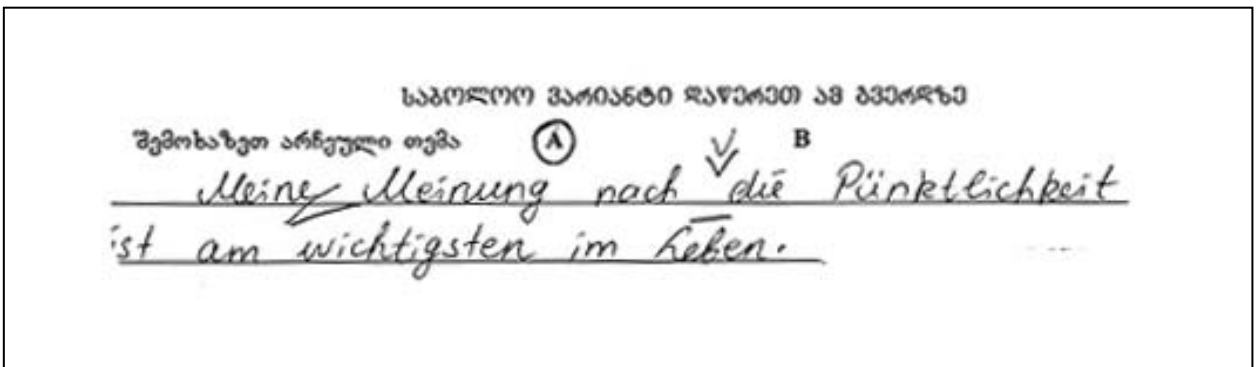 საბოლოო ვარიანტი დაწერეთ ამ გვერდზე
შემოხაზეთ არჩეული თემა A B
Meine Meinung nach die Pünktlichkeit
ist am wichtigsten im Leben.